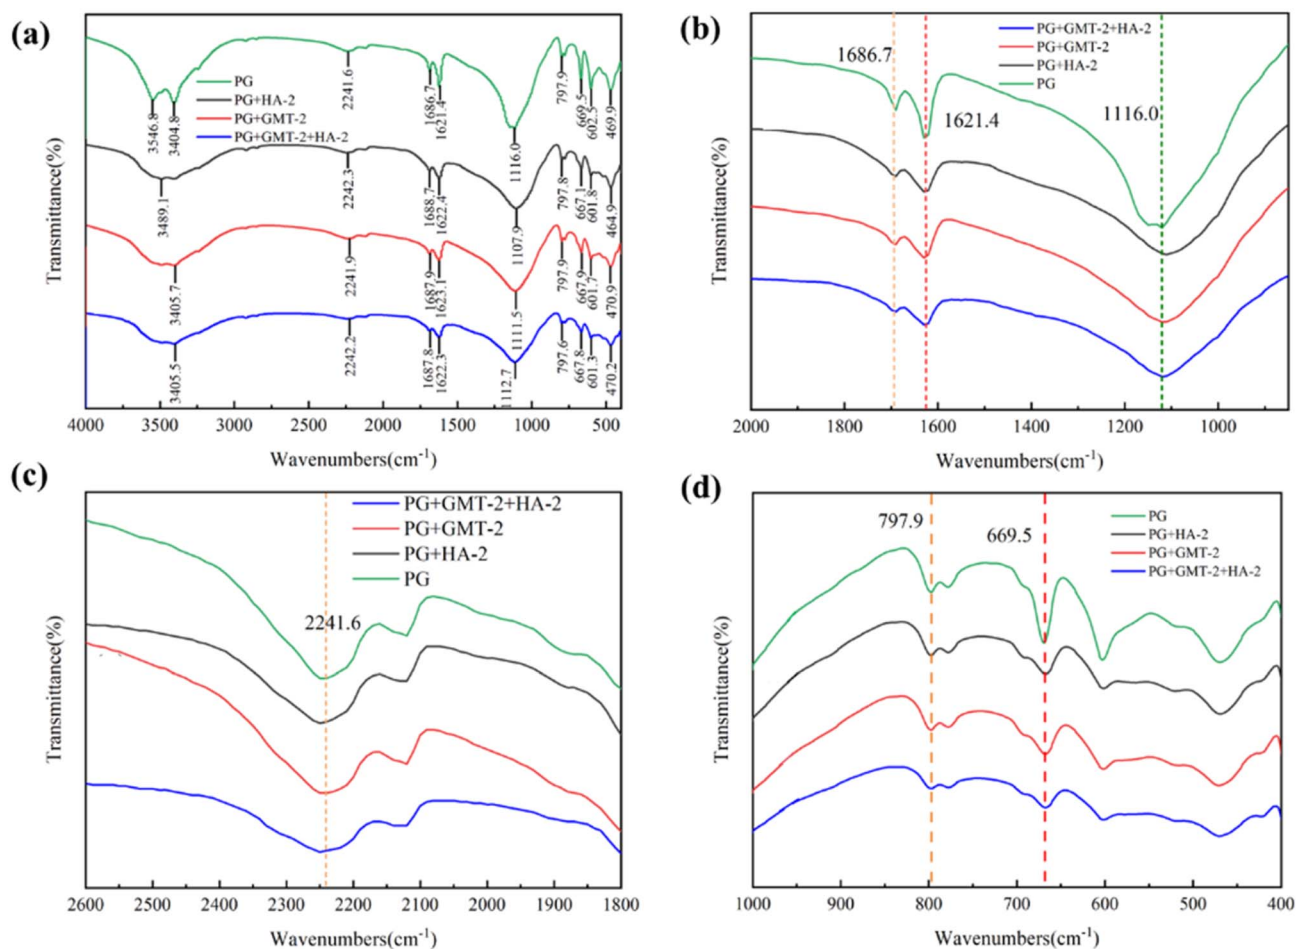 (a)
PG
PG+HA-2
PG+GMT-2
PG+GMT-2+HA-2
3546.8
3404.8
2241.6
1686.7
1621.4
1116.0
797.9
669.5
602.5
469.9
3489.1
2242.3
1688.7
1622.4
1107.9
797.8
667.1
601.8
464.9
3405.7
2241.9
1687.9
1623.1
1111.5
797.9
667.9
601.7
470.9
3405.5
2242.2
1687.8
1622.3
1112.7
797.6
667.8
601.3
470.2
Transmittance(%)
4000 3500 3000 2500 2000 1500 1000 500
Wavenumbers(cm⁻¹)
(b)
PG+GMT-2+HA-2
PG+GMT-2
PG+HA-2
PG
1686.7
1621.4
1116.0
Transmittance(%)
2000 1800 1600 1400 1200 1000
Wavenumbers(cm⁻¹)
(c)
PG+GMT-2+HA-2
PG+GMT-2
PG+HA-2
PG
2241.6
Transmittance(%)
2600 2500 2400 2300 2200 2100 2000 1900 1800
Wavenumbers(cm⁻¹)
(d)
797.9
669.5
PG
PG+HA-2
PG+GMT-2
PG+GMT-2+HA-2
Transmittance(%)
1000 900 800 700 600 500 400
Wavenumbers(cm⁻¹)